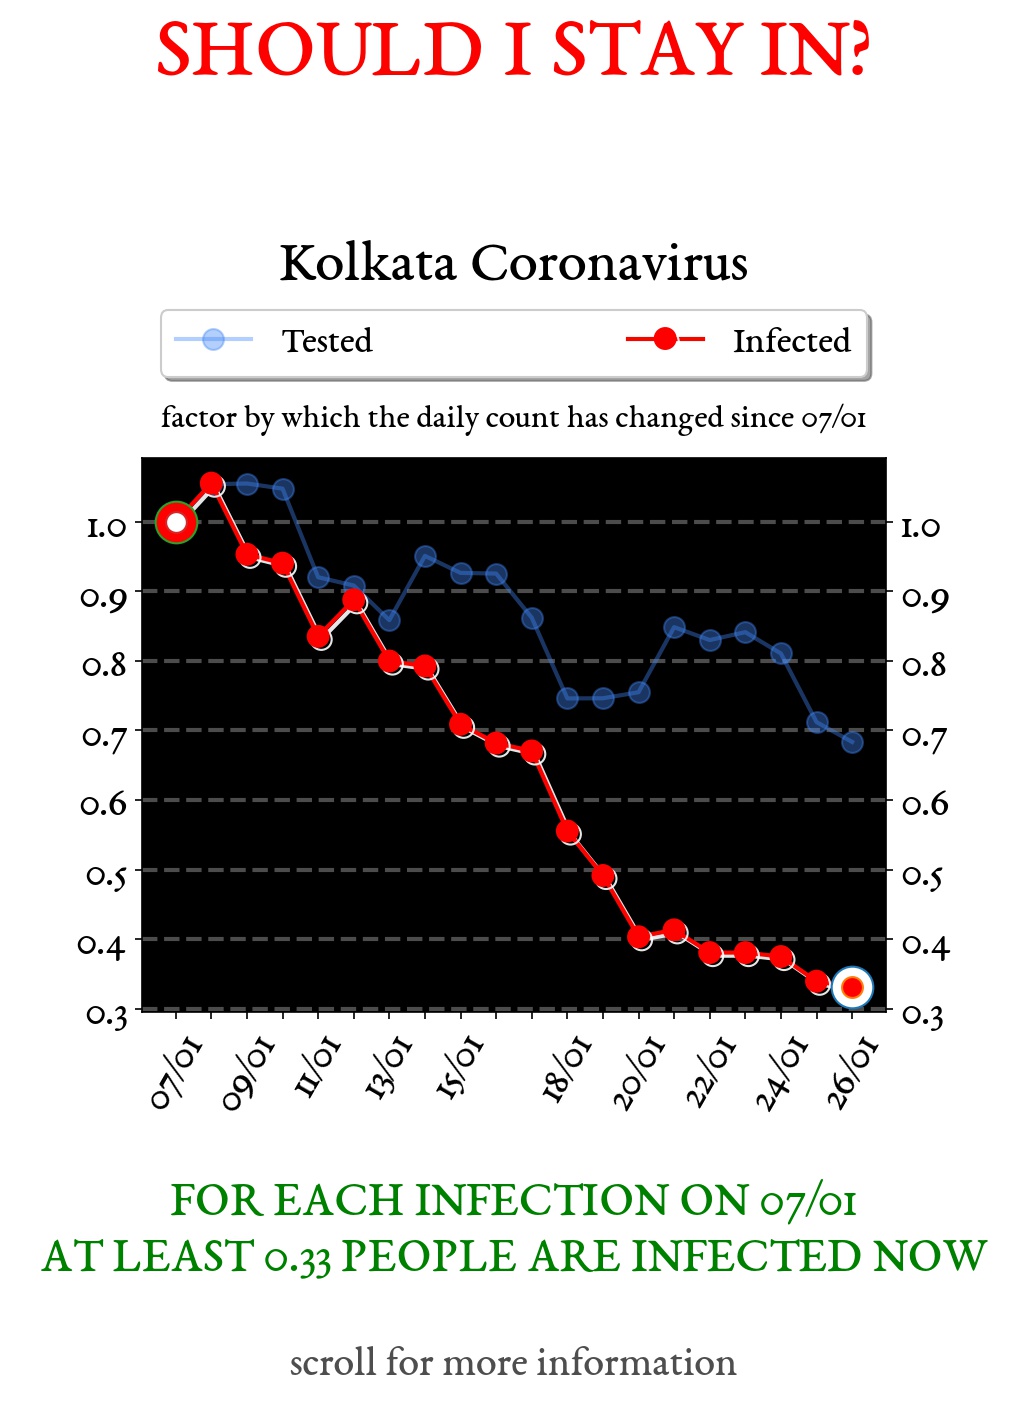 SHOULD I STAY IN?
Kolkata Coronavirus
Tested Infected
factor by which the daily count has changed since 07/01
1.0 1.0
0.9 0.9
0.8 0.8
0.7 0.7
0.6 0.6
0.5 0.5
0.4 0.4
0.3 0.3
07/01 09/01 11/01 13/01 15/01 18/01 20/01 22/01 24/01 26/01
FOR EACH INFECTION ON 07/01
AT LEAST 0.33 PEOPLE ARE INFECTED NOW
scroll for more information